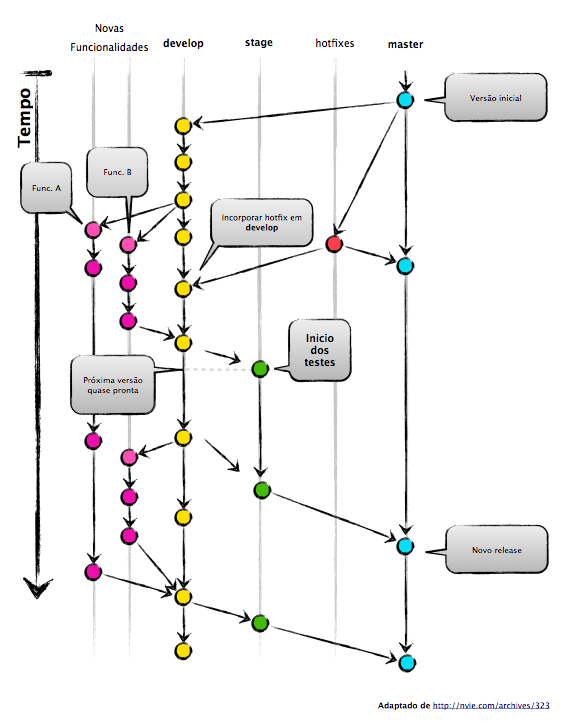 Novas
Funcionalidades
develop
stage
hotfixes
master
Tempo
Versão inicial
Func. B
Func. A
Incorporar hotfix em
develop
Inicio
dos
testes
Próxima versão
quase pronta
Novo release
Adaptado de http://nvie.com/archives/323